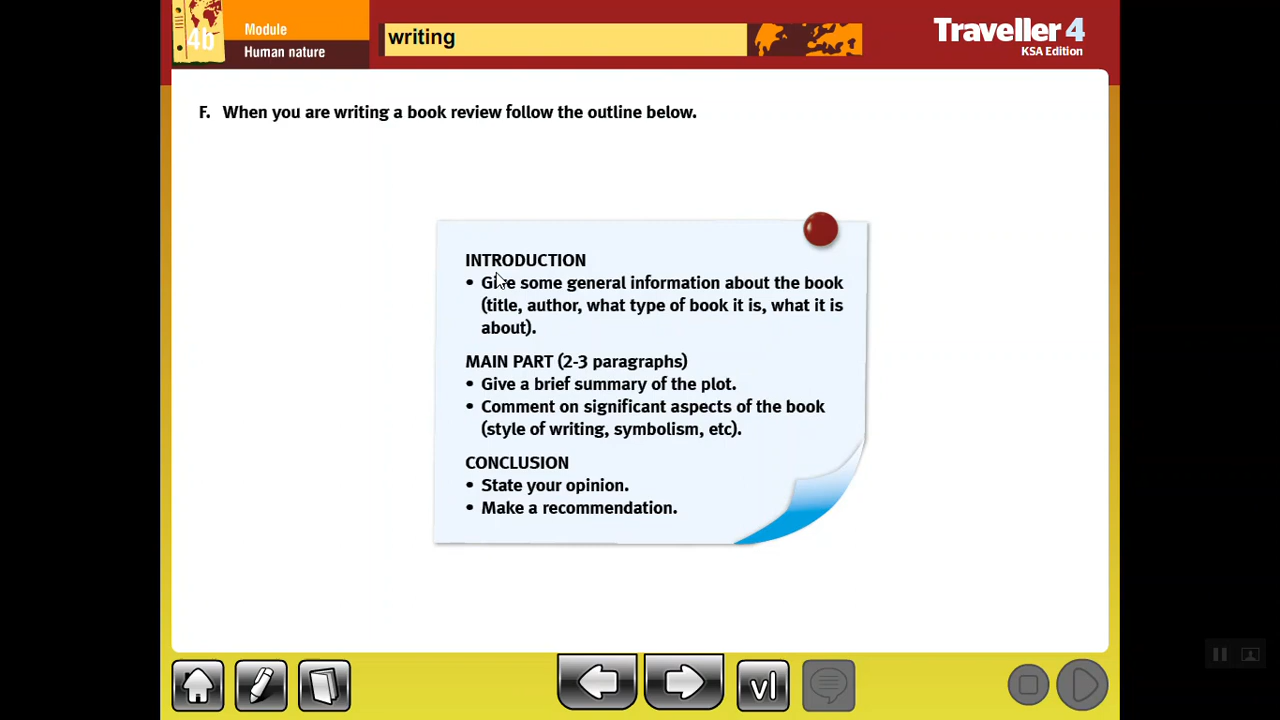 4b
Module
Human nature
writing
Traveller 4
KSA Edition
F. When you are writing a book review follow the outline below.
INTRODUCTION
• Give some general information about the book
(title, author, what type of book it is, what it is
about).
MAIN PART (2-3 paragraphs)
• Give a brief summary of the plot.
• Comment on significant aspects of the book
(style of writing, symbolism, etc).
CONCLUSION
• State your opinion.
• Make a recommendation.
vl